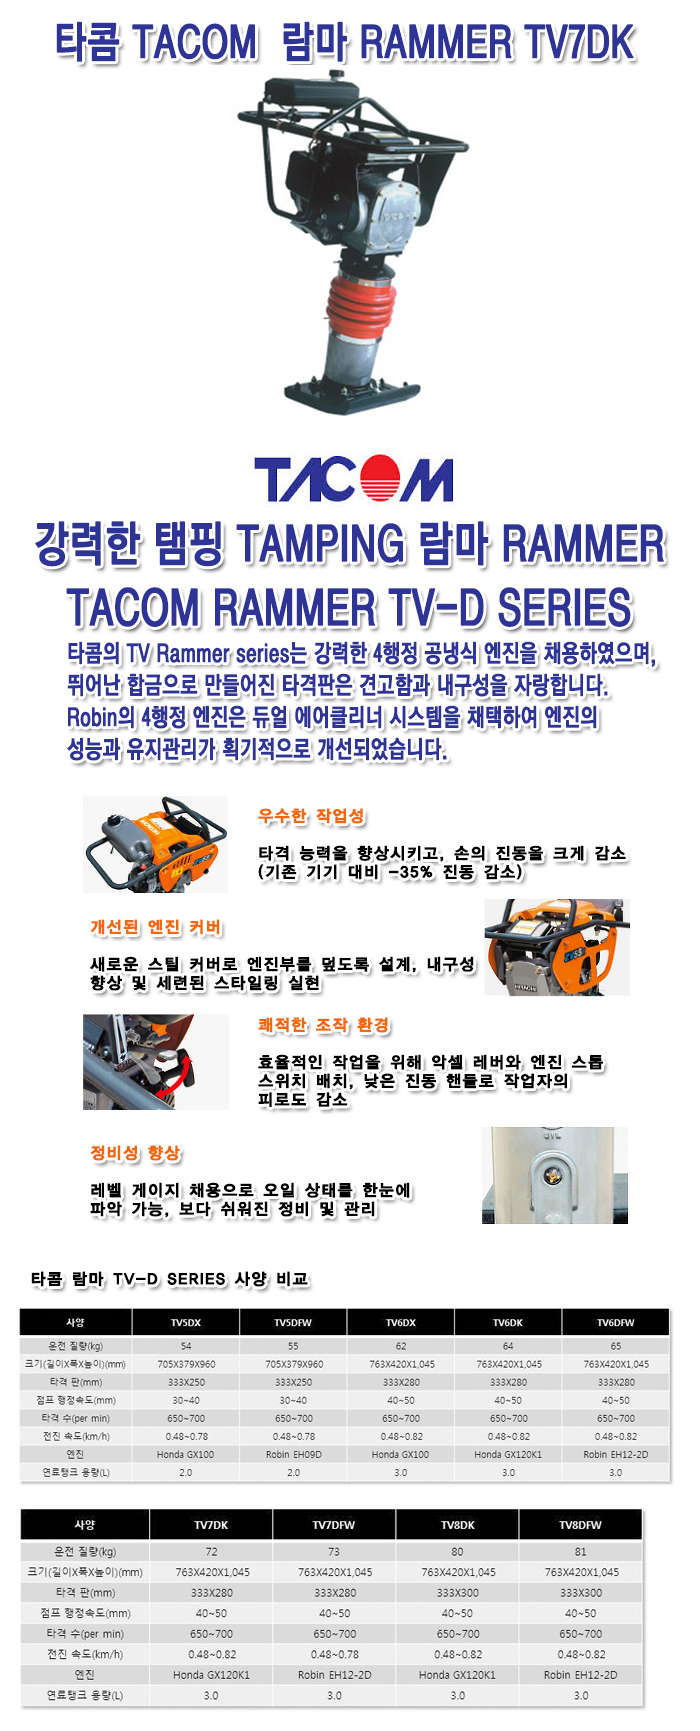 타콤 TACOM 람마 RAMMER TV7DK
TACOM
TACOM
강력한 탬핑 TAMPING 람마 RAMMER
TACOM RAMMER TV-D SERIES
타콤의 TV Rammer series는 강력한 4행정 공냉식 엔진을 채용하였으며,
뛰어난 합금으로 만들어진 타격판은 견고함과 내구성을 자랑합니다.
Robin의 4행정 엔진은 듀얼 에어클리너 시스템을 채택하여 엔진의
성능과 유지관리가 획기적으로 개선되었습니다.
우수한 작업성
타격 능력을 향상시키고, 손의 진동을 크게 감소
(기존 기기 대비 -35% 진동 감소)
개선된 엔진 커버
새로운 스틸 커버로 엔진부를 덮도록 설계, 내구성
향상 및 세련된 스타일링 실현
HITACHI
쾌적한 조작 환경
효율적인 작업을 위해 악셀 레버와 엔진 스톱
스위치 배치, 낮은 진동 핸들로 작업자의
피로도 감소
정비성 향상
레벨 게이지 채용으로 오일 상태를 한눈에
파악 가능, 보다 쉬워진 정비 및 관리
OIL
타콤 람마 TV-D SERIES 사양 비교
사양 TV5DX TV5DFW TV6DX TV6DK TV6DFW
운전 질량(kg) 54 55 62 64 65
크기(길이X폭X높이)(mm) 705X379X960 705X379X960 763X420X1,045 763X420X1,045 763X420X1,045
타격 판(mm) 333X250 333X250 333X280 333X280 333X280
점프 행정속도(mm) 30~40 30~40 40~50 40~50 40~50
타격 수(per min) 650~700 650~700 650~700 650~700 650~700
전진 속도(km/h) 0.48~0.78 0.48~0.78 0.48~0.82 0.48~0.82 0.48~0.82
엔진 Honda GX100 Robin EH09D Honda GX100 Honda GX120K1 Robin EH12-2D
연료탱크 용량(L) 2.0 2.0 3.0 3.0 3.0
사양 TV7DK TV7DFW TV8DK TV8DFW
운전 질량(kg) 72 73 80 81
크기(길이X폭X높이)(mm) 763X420X1,045 763X420X1,045 763X420X1,045 763X420X1,045
타격 판(mm) 333X280 333X280 333X300 333X300
점프 행정속도(mm) 40~50 40~50 40~50 40~50
타격 수(per min) 650~700 650~700 650~700 650~700
전진 속도(km/h) 0.48~0.82 0.48~0.78 0.48~0.82 0.48~0.82
엔진 Honda GX120K1 Robin EH12-2D Honda GX120K1 Robin EH12-2D
연료탱크 용량(L) 3.0 3.0 3.0 3.0